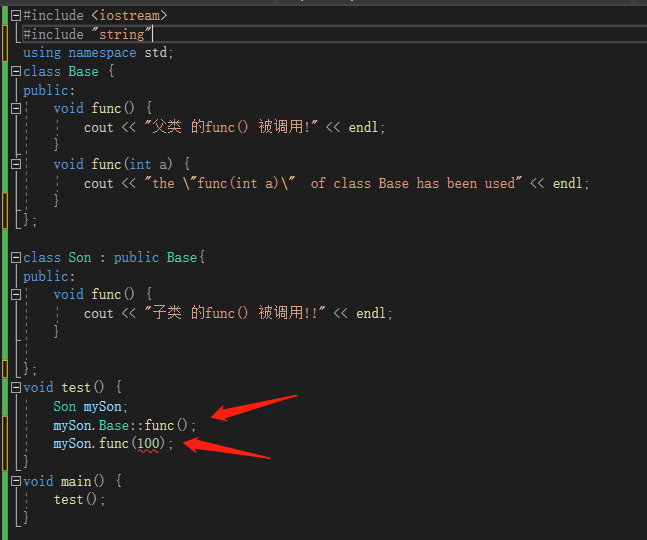 #include <iostream>
#include "string"
using namespace std;
class Base {
public:
    void func() {
        cout << "父类 的func() 被调用!" << endl;
    }
    void func(int a) {
        cout << "the \"func(int a)\"  of class Base has been used" << endl;
    }
};
class Son : public Base{
public:
    void func() {
        cout << "子类 的func() 被调用!!" << endl;
    }
};
void test() {
    Son mySon;
    mySon.Base::func();
    mySon.func(100);
}
void main() {
    test();
}